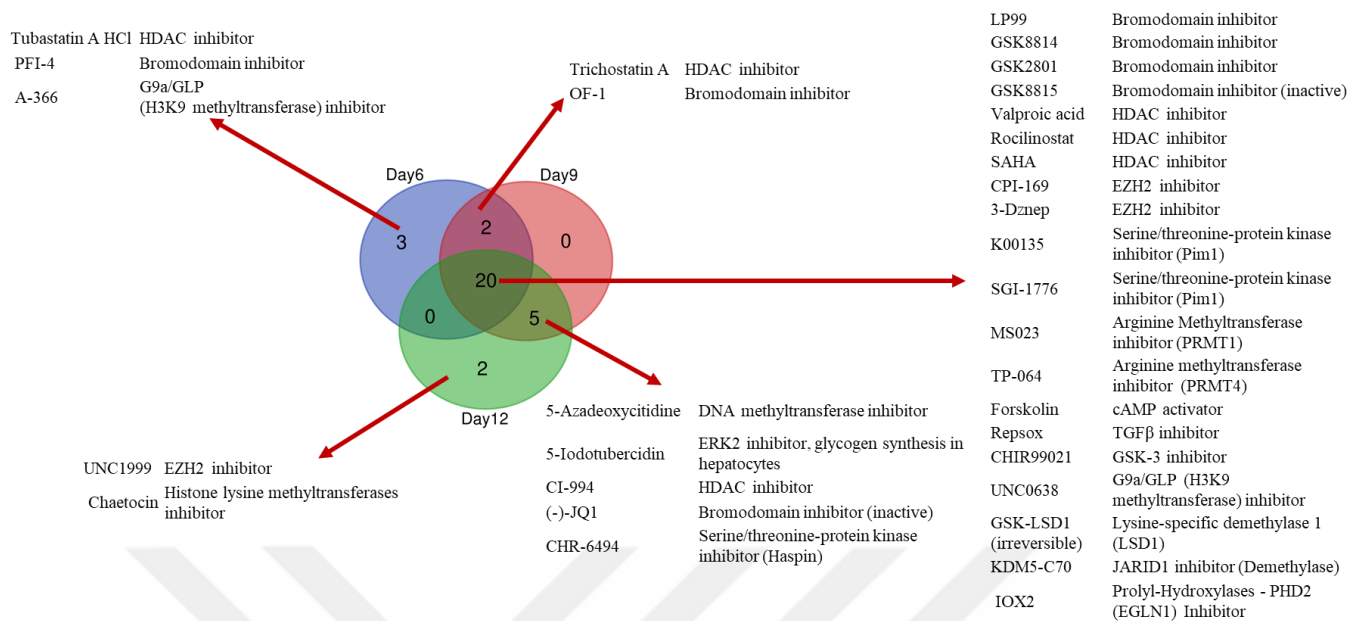 Tubastatin A HCl HDAC inhibitor
PFI-4 Bromodomain inhibitor
A-366 G9a/GLP
(H3K9 methyltransferase) inhibitor
Trichostatin A HDAC inhibitor
OF-1 Bromodomain inhibitor
Day6
Day9
3
2
0
20
0
5
2
Day12
UNC1999 EZH2 inhibitor
Chaetocin Histone lysine methyltransferases
inhibitor
5-Azadeoxycitidine DNA methyltransferase inhibitor
5-Iodotubercidin ERK2 inhibitor, glycogen synthesis in
hepatocytes
CI-994 HDAC inhibitor
(-)-JQ1 Bromodomain inhibitor (inactive)
CHR-6494 Serine/threonine-protein kinase
inhibitor (Haspin)
LP99 Bromodomain inhibitor
GSK8814 Bromodomain inhibitor
GSK2801 Bromodomain inhibitor
GSK8815 Bromodomain inhibitor (inactive)
Valproic acid HDAC inhibitor
Rocilinostat HDAC inhibitor
SAHA HDAC inhibitor
CPI-169 EZH2 inhibitor
3-Dznep EZH2 inhibitor
K00135 Serine/threonine-protein kinase
inhibitor (Pim1)
SGI-1776 Serine/threonine-protein kinase
inhibitor (Pim1)
MS023 Arginine Methyltransferase
inhibitor (PRMT1)
TP-064 Arginine methyltransferase
inhibitor (PRMT4)
Forskolin cAMP activator
Repsox TGFβ inhibitor
CHIR99021 GSK-3 inhibitor
UNC0638 G9a/GLP (H3K9
methyltransferase) inhibitor
GSK-LSD1 Lysine-specific demethylase 1
(irreversible) (LSD1)
KDM5-C70 JARID1 inhibitor (Demethylase)
IOX2 Prolyl-Hydroxylases - PHD2
(EGLN1) Inhibitor